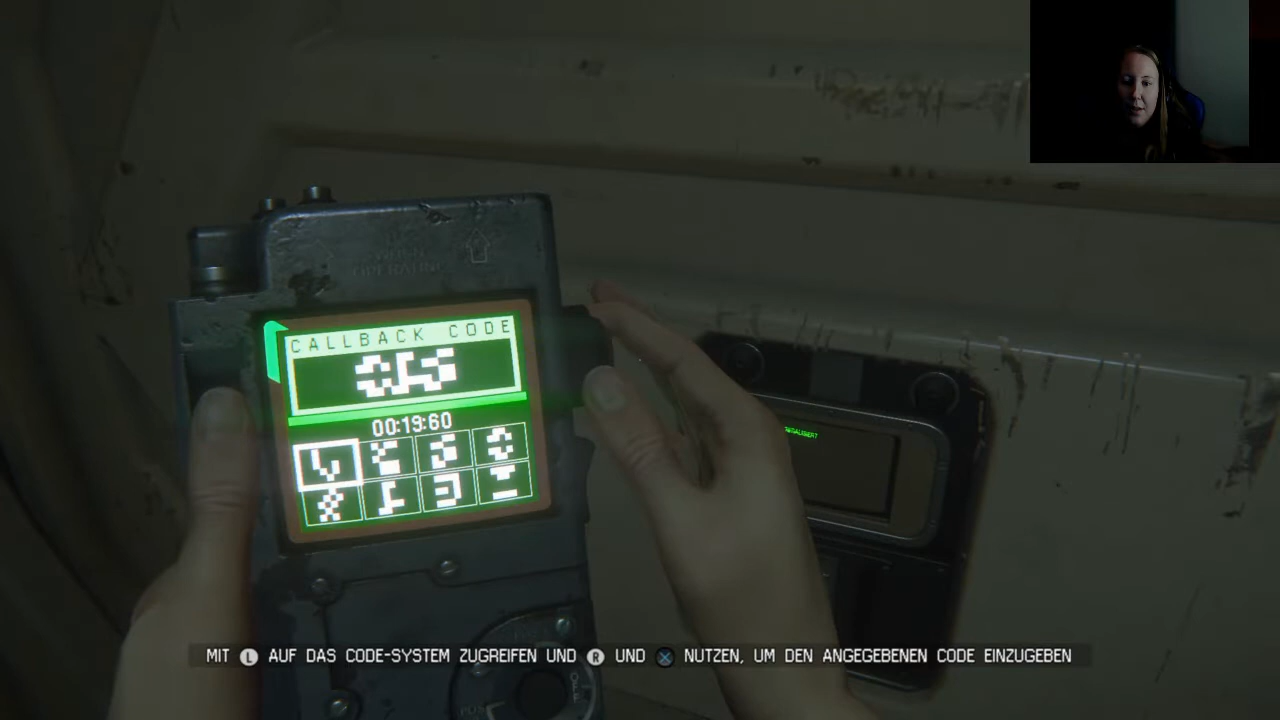 CALLBACK CODE
00:19:60
MIT L AUF DAS CODE-SYSTEM ZUGREIFEN UND R UND X NUTZEN, UM DEN ANGEGEBENEN CODE EINZUGEBEN